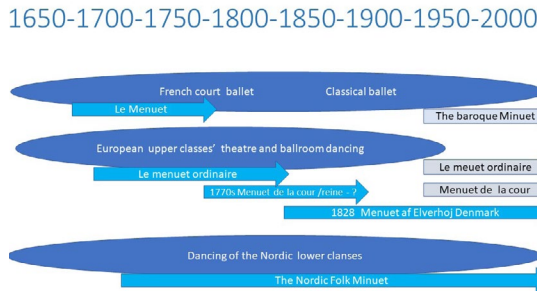 1650-1700-1750-1800-1850-1900-1950-2000
French court ballet Classical ballet
Le Menuet
The baroque Minuet
European upper classes' theatre and ballroom dancing
Le menuet ordinaire
Le meuet ordinaire
1770s Menuet de la cour /reine - ?
Menuet de la cour
1828 Menuet af Elverhoj Denmark
Dancing of the Nordic lower clanses
The Nordic Folk Minuet